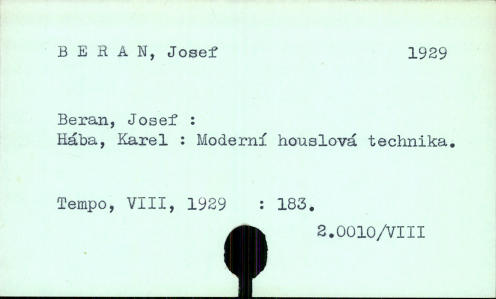 B E R A N, Josef 1929
Beran, Josef :
Hába, Karel : Moderní houslová technika.
Tempo, VIII, 1929 : 183.
2.0010/VIII